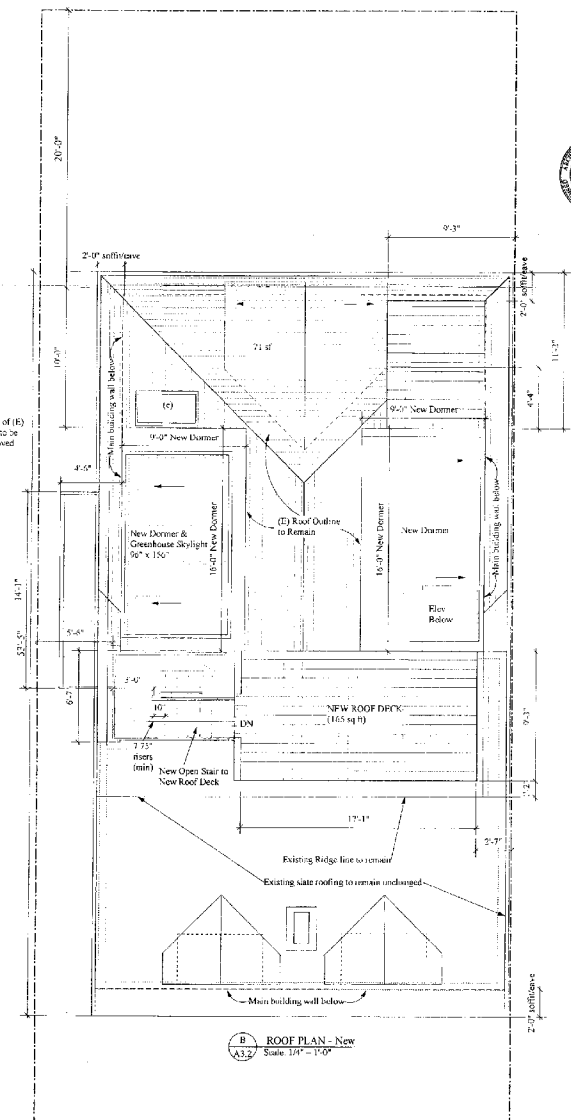 20'-0"
9'-3"
2'-0" soffit/eave
2'-0" soffit/eave
71 sf
10'-0"
11'-3"
4'-4"
Main building wall below
(e)
9'-0" New Dormer
9'-0" New Dormer
of (E)
to be
4'-6"
New Dormer &
Greenhouse Skylight
96" x 156"
16'-0" New Dormer
(E) Roof Outline
to Remain
16'-0" New Dormer
New Dormer
Main building wall below
Elev
Below
14'-1"
5'-6"
6'-7"
3'-0"
10"
DN
NEW ROOF DECK
(165 sq ft)
9'-3"
7.75"
risers
(min)
New Open Stair to
New Roof Deck
17'-1"
2'-7"
Existing Ridge line to remain
Existing slate roofing to remain unchanged
Main building wall below
2'-0" soffit/eave
B
A3.2
ROOF PLAN - New
Scale: 1/4" = 1'-0"